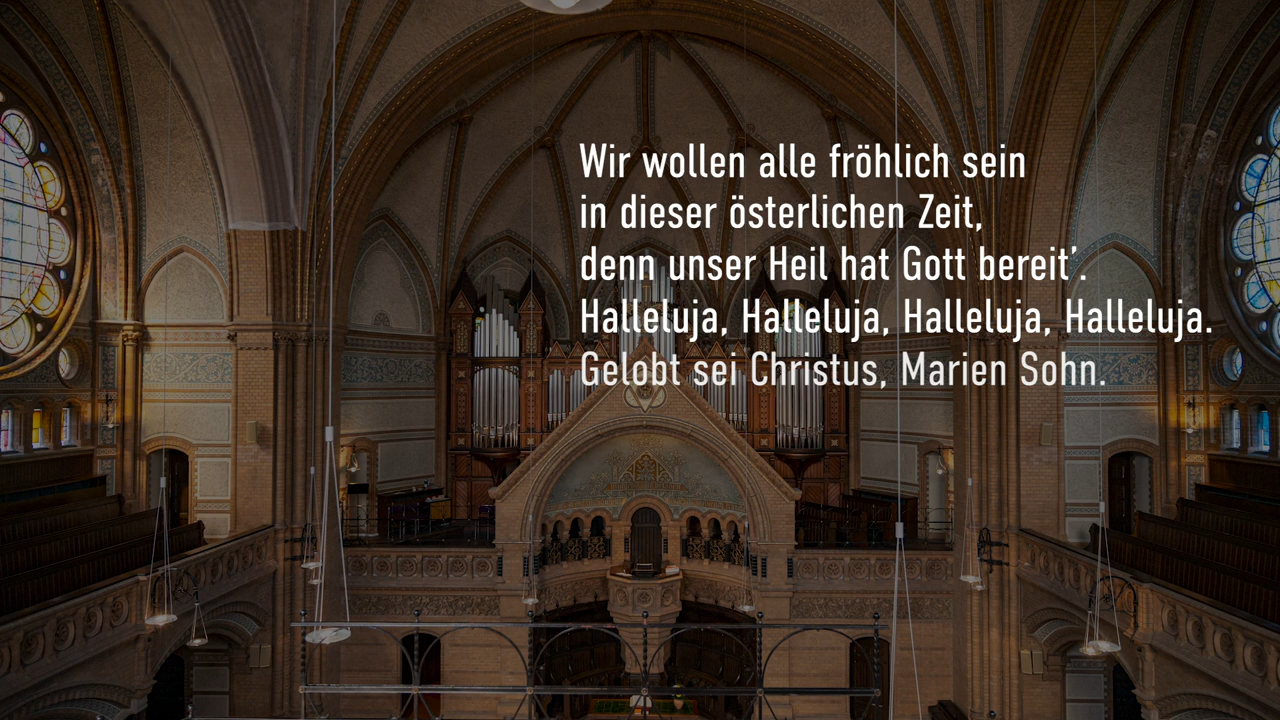 Wir wollen alle fröhlich sein
in dieser österlichen Zeit,
denn unser Heil hat Gott bereit’.
Halleluja, Halleluja, Halleluja, Halleluja.
Gelobt sei Christus, Marien Sohn.